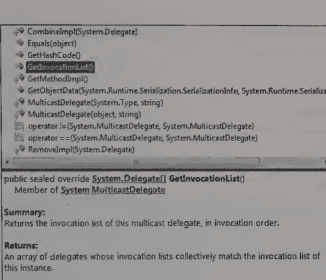 CombineImpl(System.Delegate)
Equals(object)
GetHashCode()
GetInvocationList()
GetMethodImpl()
GetObjectData(System.Runtime.Serialization.SerializationInfo, System.Runtime.Serialize
MulticastDelegate(System.Type, string)
MulticastDelegate(object, string)
operator !=(System.MulticastDelegate, System.MulticastDelegate)
operator ==(System.MulticastDelegate, System.MulticastDelegate)
RemoveImpl(System.Delegate)
public sealed override System.Delegate[] GetInvocationList()
Member of System.MulticastDelegate
Summary:
Returns the invocation list of this multicast delegate, in invocation order.
Returns:
An array of delegates whose invocation lists collectively match the invocation list of
this instance.